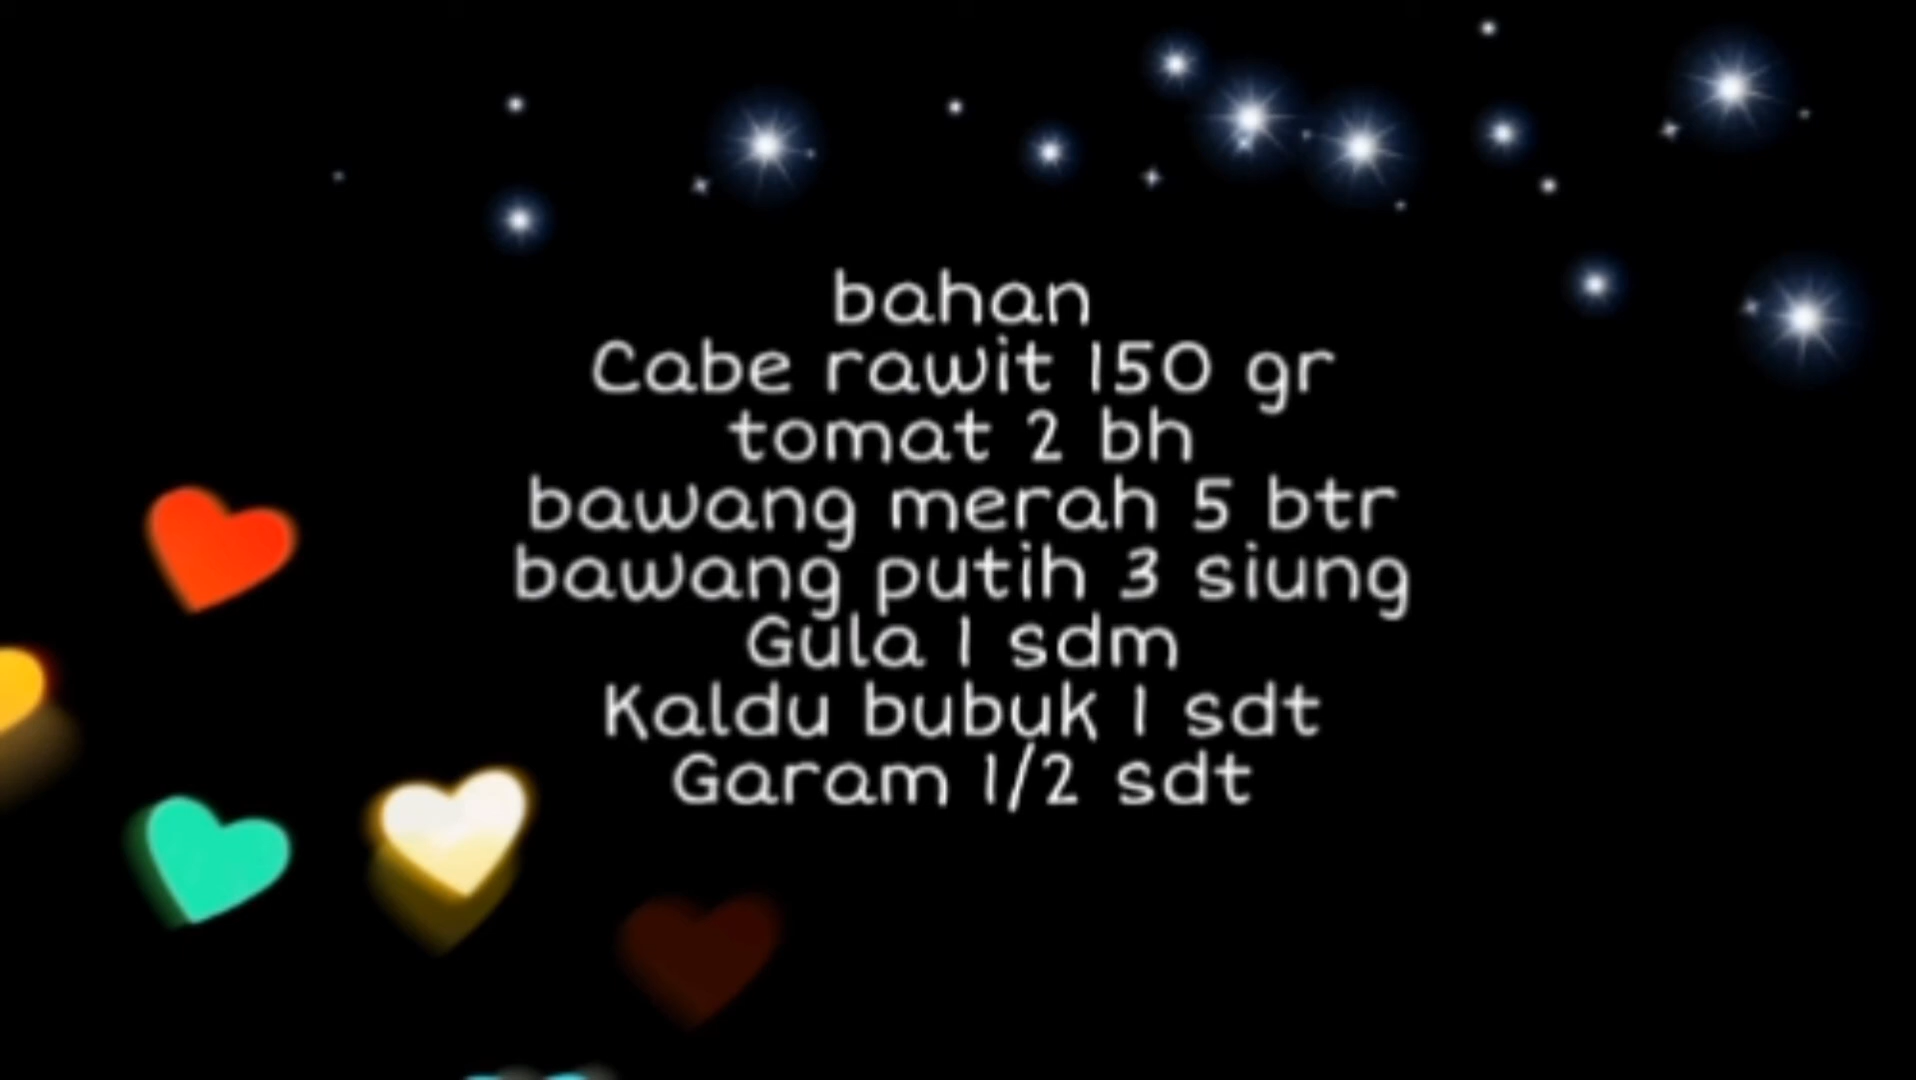 bahan
Cabe rawit 150 gr
tomat 2 bh
bawang merah 5 btr
bawang putih 3 siung
Gula 1 sdm
Kaldu bubuk 1 sdt
Garam 1/2 sdt